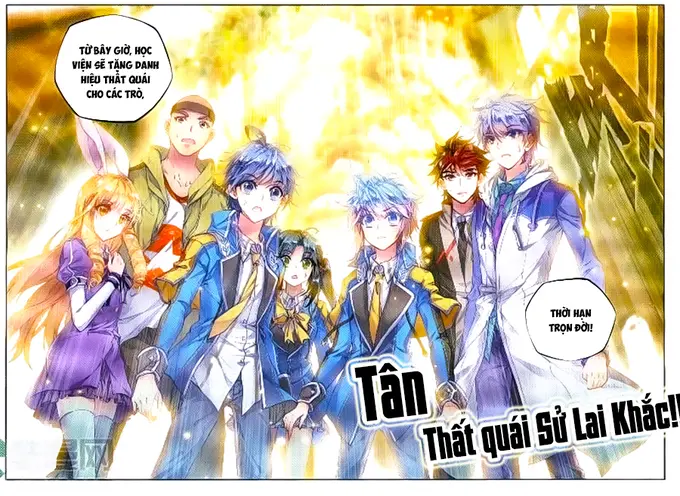 TỪ BÂY GIỜ, HỌC
VIỆN SẼ TẶNG DANH
HIỆU THẤT QUÁI
CHO CÁC TRÒ,
THỜI HẠN
TRỌN ĐỜI!
Tân
Thất quái Sử Lai Khắc!!